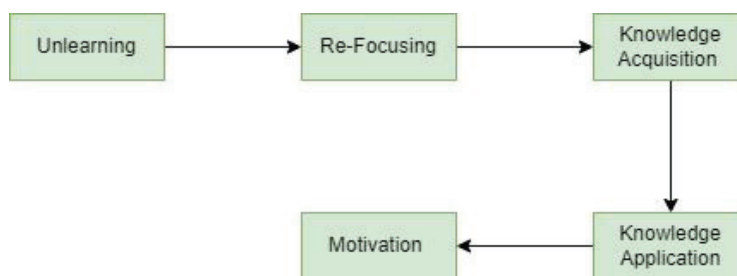 Unlearning
Re-Focusing
Knowledge
Acquisition
Motivation
Knowledge
Application